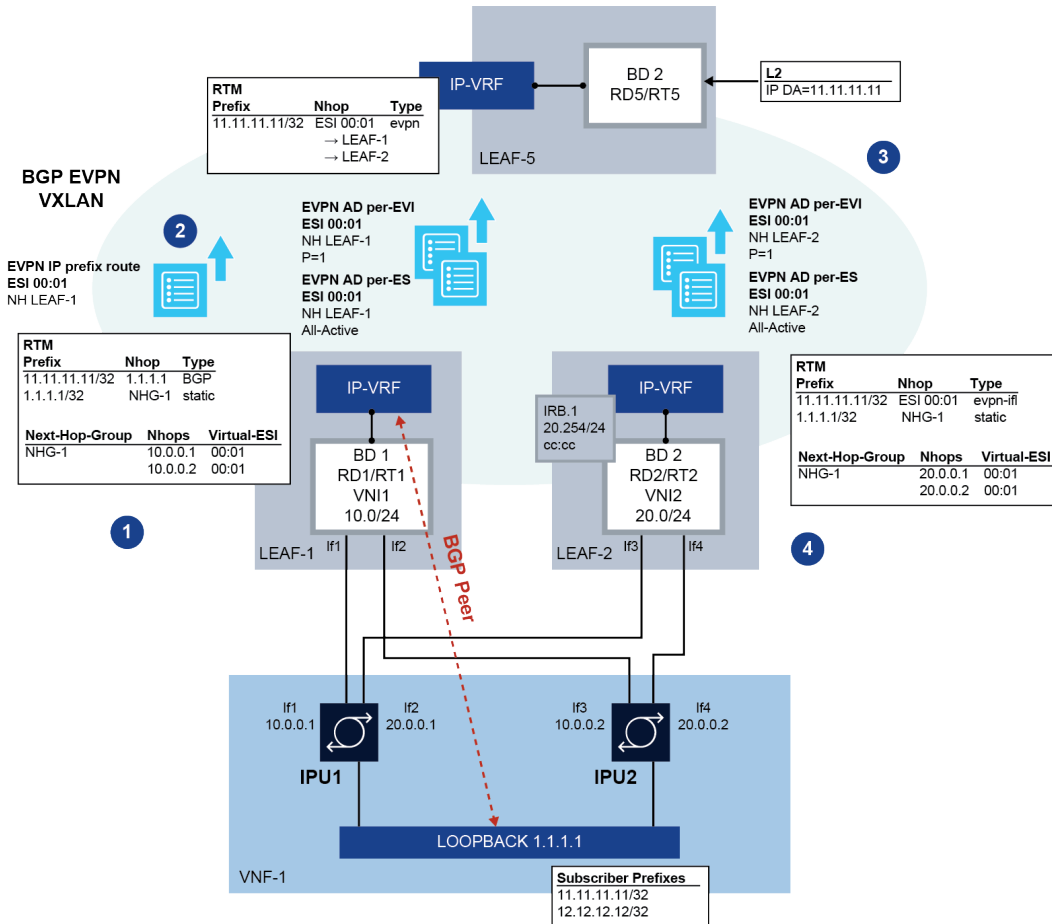 IP-VRF
BD 2
RD5/RT5
L2
IP DA=11.11.11.11
RTM
Prefix Nhop Type
11.11.11.11/32 ESI 00:01 evpn
→ LEAF-1
→ LEAF-2
LEAF-5
3
BGP EVPN
VXLAN
2
EVPN IP prefix route
ESI 00:01
NH LEAF-1
EVPN AD per-EVI
ESI 00:01
NH LEAF-1
P=1
EVPN AD per-ES
ESI 00:01
NH LEAF-1
All-Active
EVPN AD per-EVI
ESI 00:01
NH LEAF-2
P=1
EVPN AD per-ES
ESI 00:01
NH LEAF-2
All-Active
RTM
Prefix Nhop Type
11.11.11.11/32 1.1.1.1 BGP
1.1.1.1/32 NHG-1 static
Next-Hop-Group Nhops Virtual-ESI
NHG-1 10.0.0.1 00:01
10.0.0.2 00:01
1
IP-VRF
BD 1
RD1/RT1
VNI1
10.0/24
LEAF-1
If1
If2
BGP Peer
IP-VRF
IRB.1
20.254/24
cc:cc
BD 2
RD2/RT2
VNI2
20.0/24
LEAF-2
If3
If4
RTM
Prefix Nhop Type
11.11.11.11/32 ESI 00:01 evpn-ifl
1.1.1.1/32 NHG-1 static
Next-Hop-Group Nhops Virtual-ESI
NHG-1 20.0.0.1 00:01
20.0.0.2 00:01
4
If1
10.0.0.1
If2
20.0.0.1
IPU1
If3
10.0.0.2
If4
20.0.0.2
IPU2
LOOPBACK 1.1.1.1
VNF-1
Subscriber Prefixes
11.11.11.11/32
12.12.12.12/32